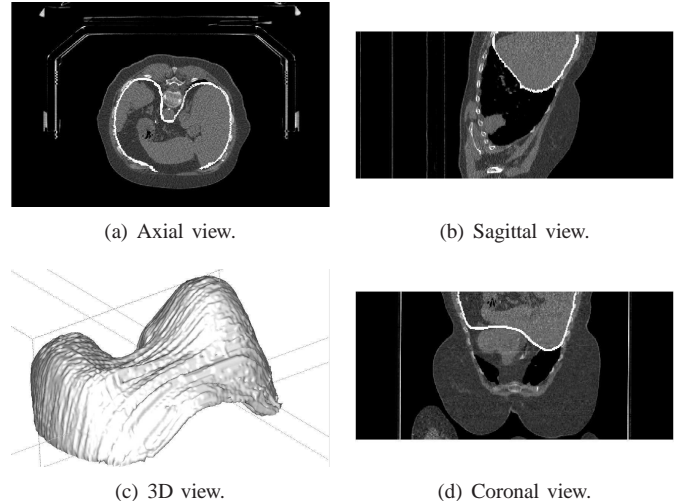 (a) Axial view.
(b) Sagittal view.
(c) 3D view.
(d) Coronal view.